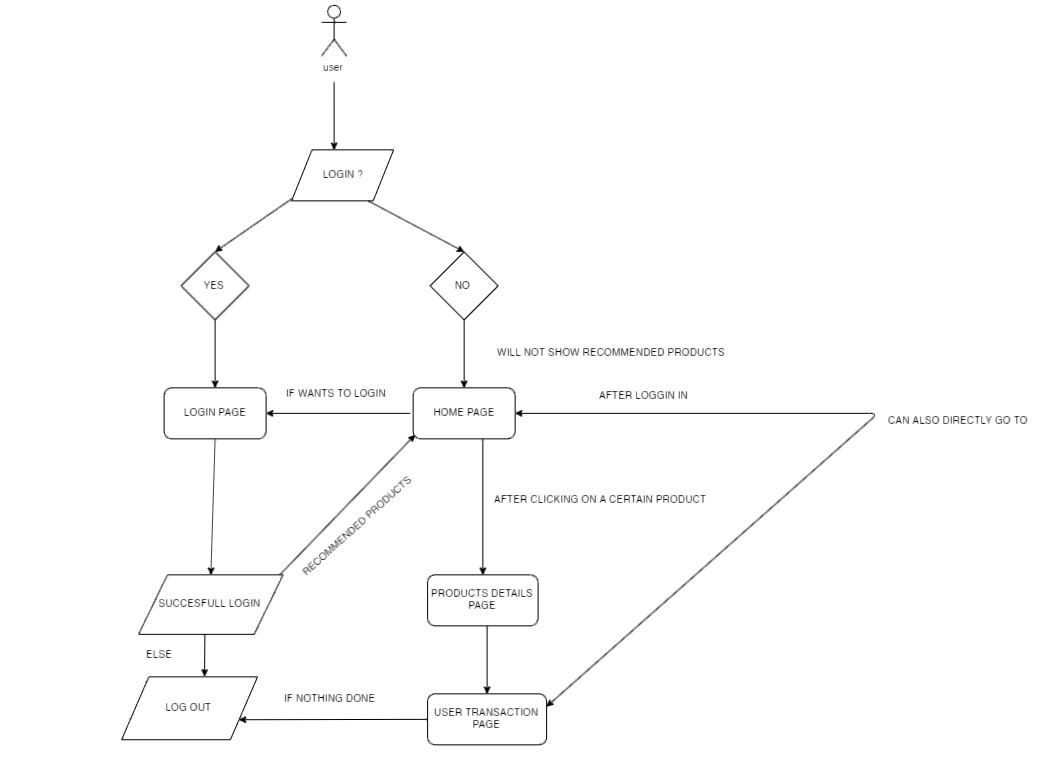 user
LOGIN ?
YES
NO
WILL NOT SHOW RECOMMENDED PRODUCTS
IF WANTS TO LOGIN
AFTER LOGGIN IN
LOGIN PAGE
HOME PAGE
CAN ALSO DIRECTLY GO TO
RECOMMENDED PRODUCTS
AFTER CLICKING ON A CERTAIN PRODUCT
SUCCESFULL LOGIN
PRODUCTS DETAILS
PAGE
ELSE
IF NOTHING DONE
LOG OUT
USER TRANSACTION
PAGE